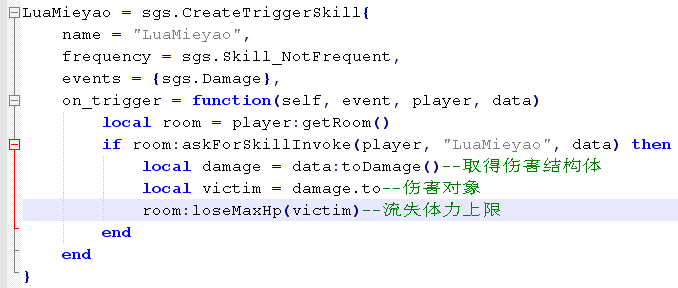 LuaMieyao = sgs.CreateTriggerSkill{
    name = "LuaMieyao",
    frequency = sgs.Skill_NotFrequent,
    events = {sgs.Damage},
    on_trigger = function(self, event, player, data)
        local room = player:getRoom()
        if room:askForSkillInvoke(player, "LuaMieyao", data) then
            local damage = data:toDamage()--取得伤害结构体
            local victim = damage.to--伤害对象
            room:loseMaxHp(victim)--流失体力上限
        end
    end
}